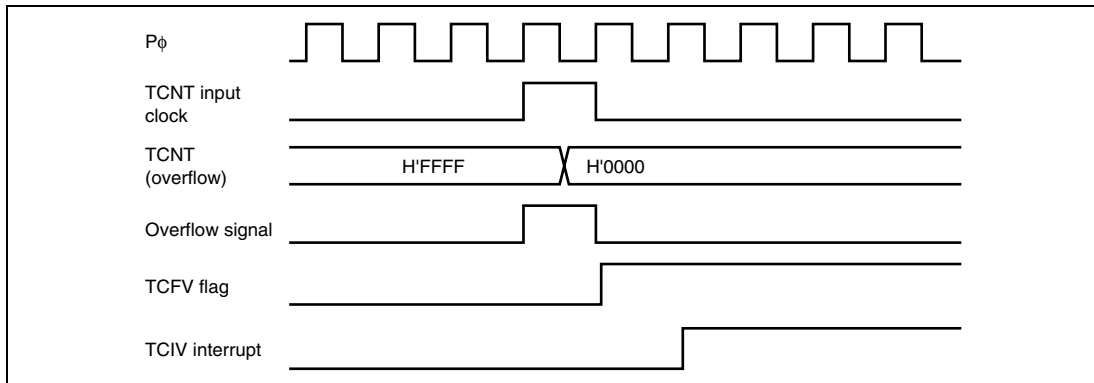 Pϕ
TCNT input
clock
TCNT
(overflow)
H'FFFF
H'0000
Overflow signal
TCFV flag
TCIV interrupt